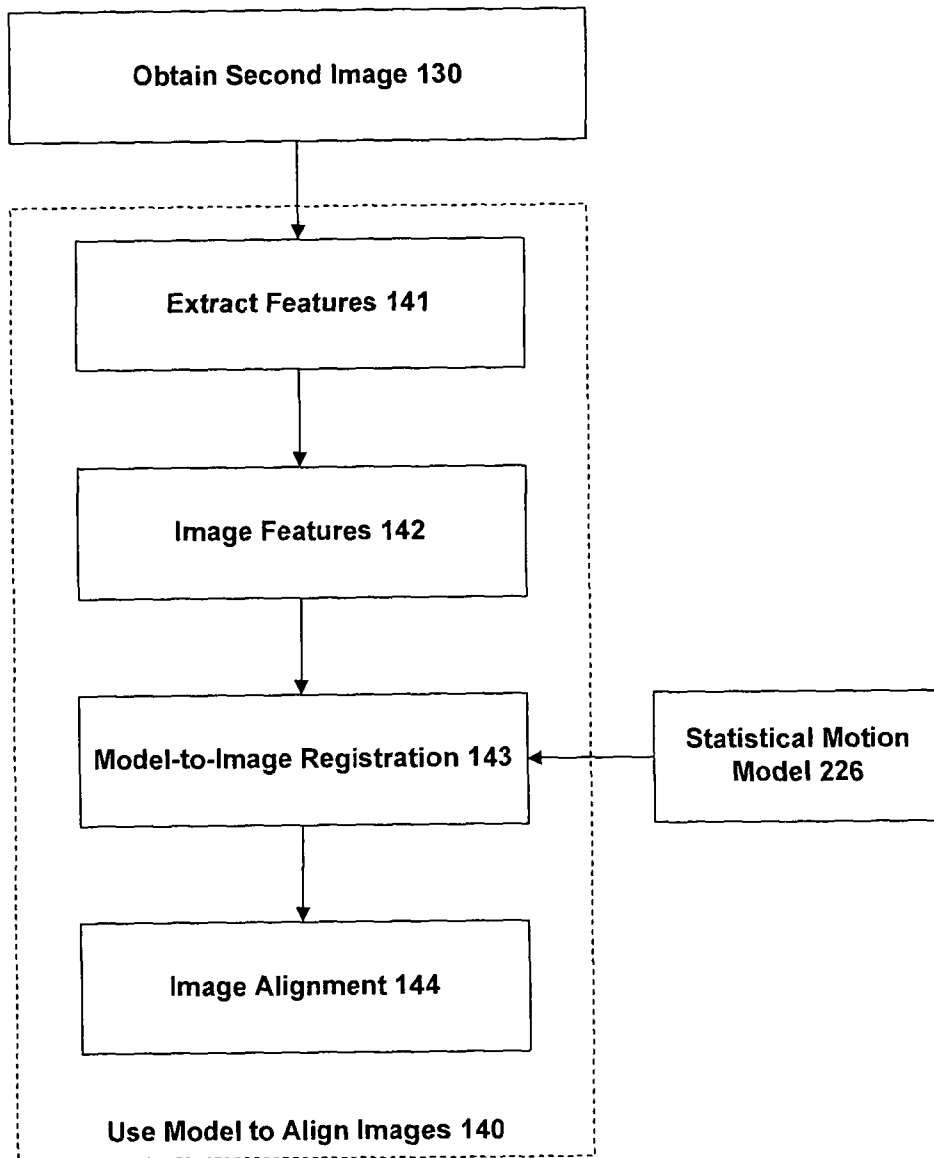 Obtain Second Image 130
Extract Features 141
Image Features 142
Model-to-Image Registration 143
Statistical Motion
Model 226
Image Alignment 144
Use Model to Align Images 140